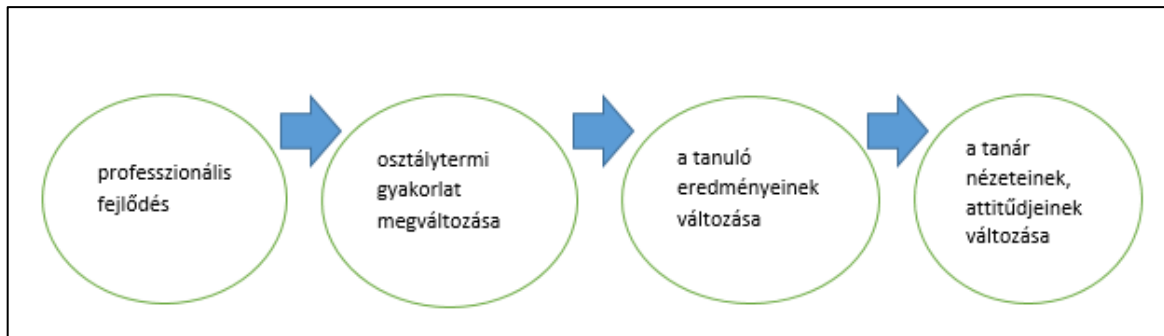 professzionális
fejlődés
osztálytermi
gyakorlat
megváltozása
a tanuló
eredményeinek
változása
a tanár
nézeteinek,
attitűdjeinek
változása